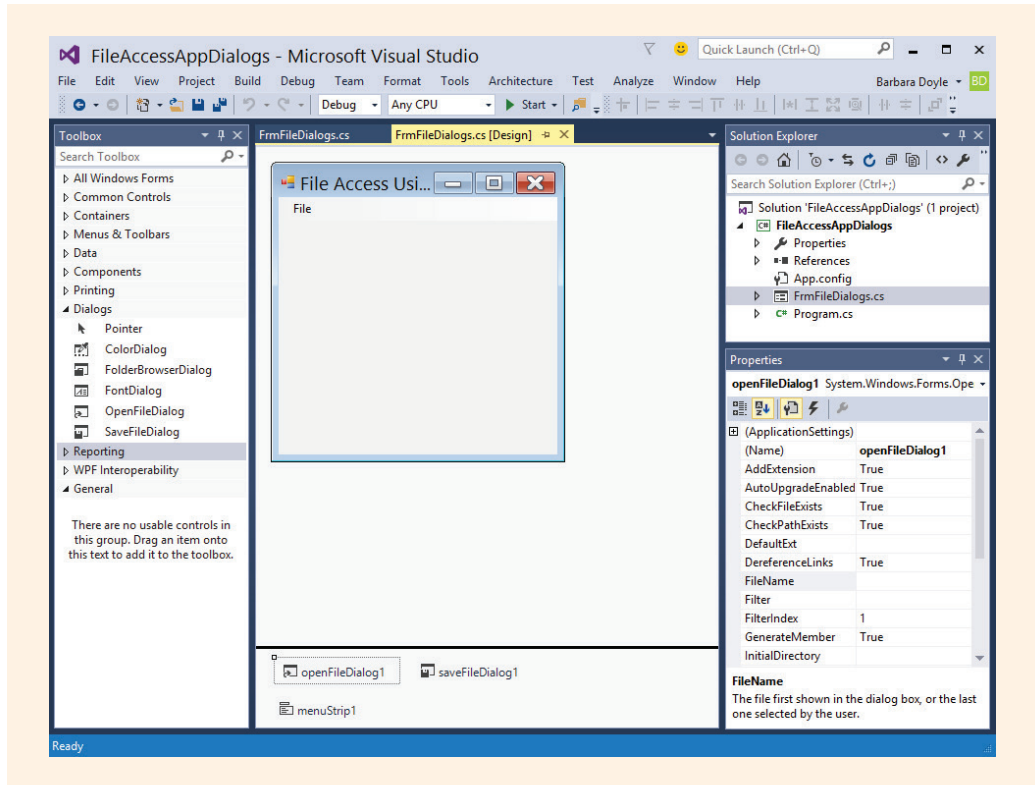 FileAccessAppDialogs - Microsoft Visual Studio
Quick Launch (Ctrl+Q)
File Edit View Project Build Debug Team Format Tools Architecture Test Analyze Window Help
Barbara Doyle
BD
Debug Any CPU Start
Toolbox
Search Toolbox
All Windows Forms
Common Controls
Containers
Menus & Toolbars
Data
Components
Printing
Dialogs
Pointer
ColorDialog
FolderBrowserDialog
FontDialog
OpenFileDialog
SaveFileDialog
Reporting
WPF Interoperability
General
There are no usable controls in
this group. Drag an item onto
this text to add it to the toolbox.
FrmFileDialogs.cs
FrmFileDialogs.cs [Design]
File Access Usi...
File
openFileDialog1
saveFileDialog1
menuStrip1
Solution Explorer
Search Solution Explorer (Ctrl+;)
Solution 'FileAccessAppDialogs' (1 project)
C# FileAccessAppDialogs
Properties
References
App.config
FrmFileDialogs.cs
C# Program.cs
Properties
openFileDialog1 System.Windows.Forms.Ope
(ApplicationSettings)
(Name) openFileDialog1
AddExtension True
AutoUpgradeEnabled True
CheckFileExists True
CheckPathExists True
DefaultExt
DereferenceLinks True
FileName
Filter
FilterIndex 1
GenerateMember True
InitialDirectory
FileName
The file first shown in the dialog box, or the last
one selected by the user.
Ready